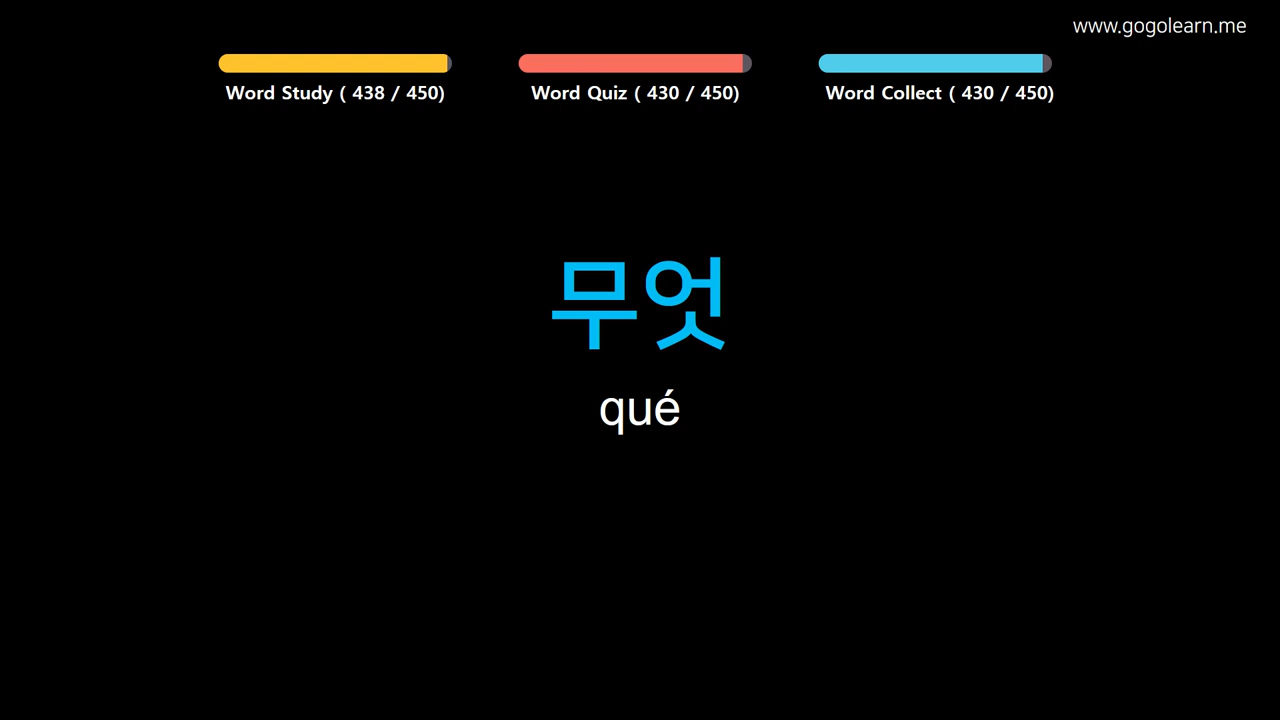 www.gogolearn.me
Word Study ( 438 / 450)
Word Quiz ( 430 / 450)
Word Collect ( 430 / 450)
무엇
qué